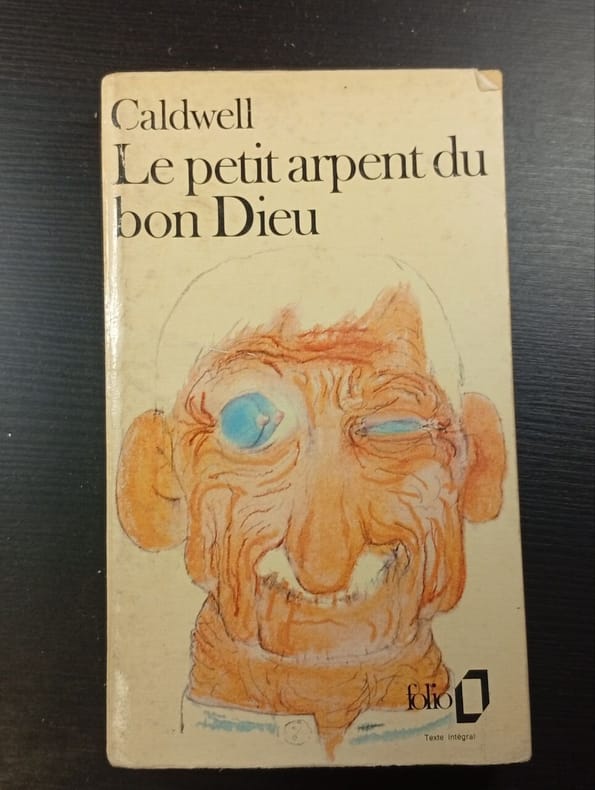 Caldwell
Le petit arpent du
bon Dieu
folio
Texte intégral